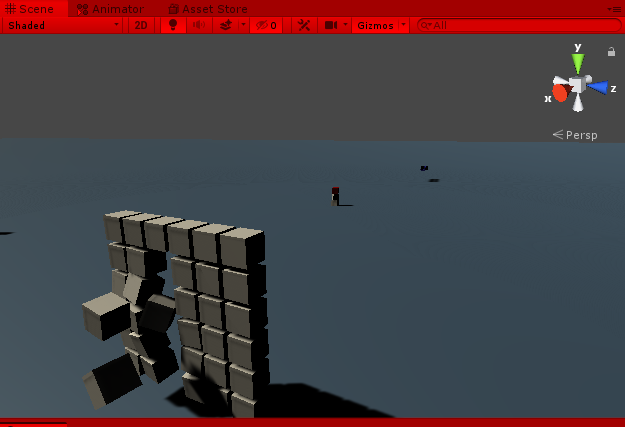 Scene Animator Asset Store
Shaded 2D 0 Gizmos All
y
z
x
Persp